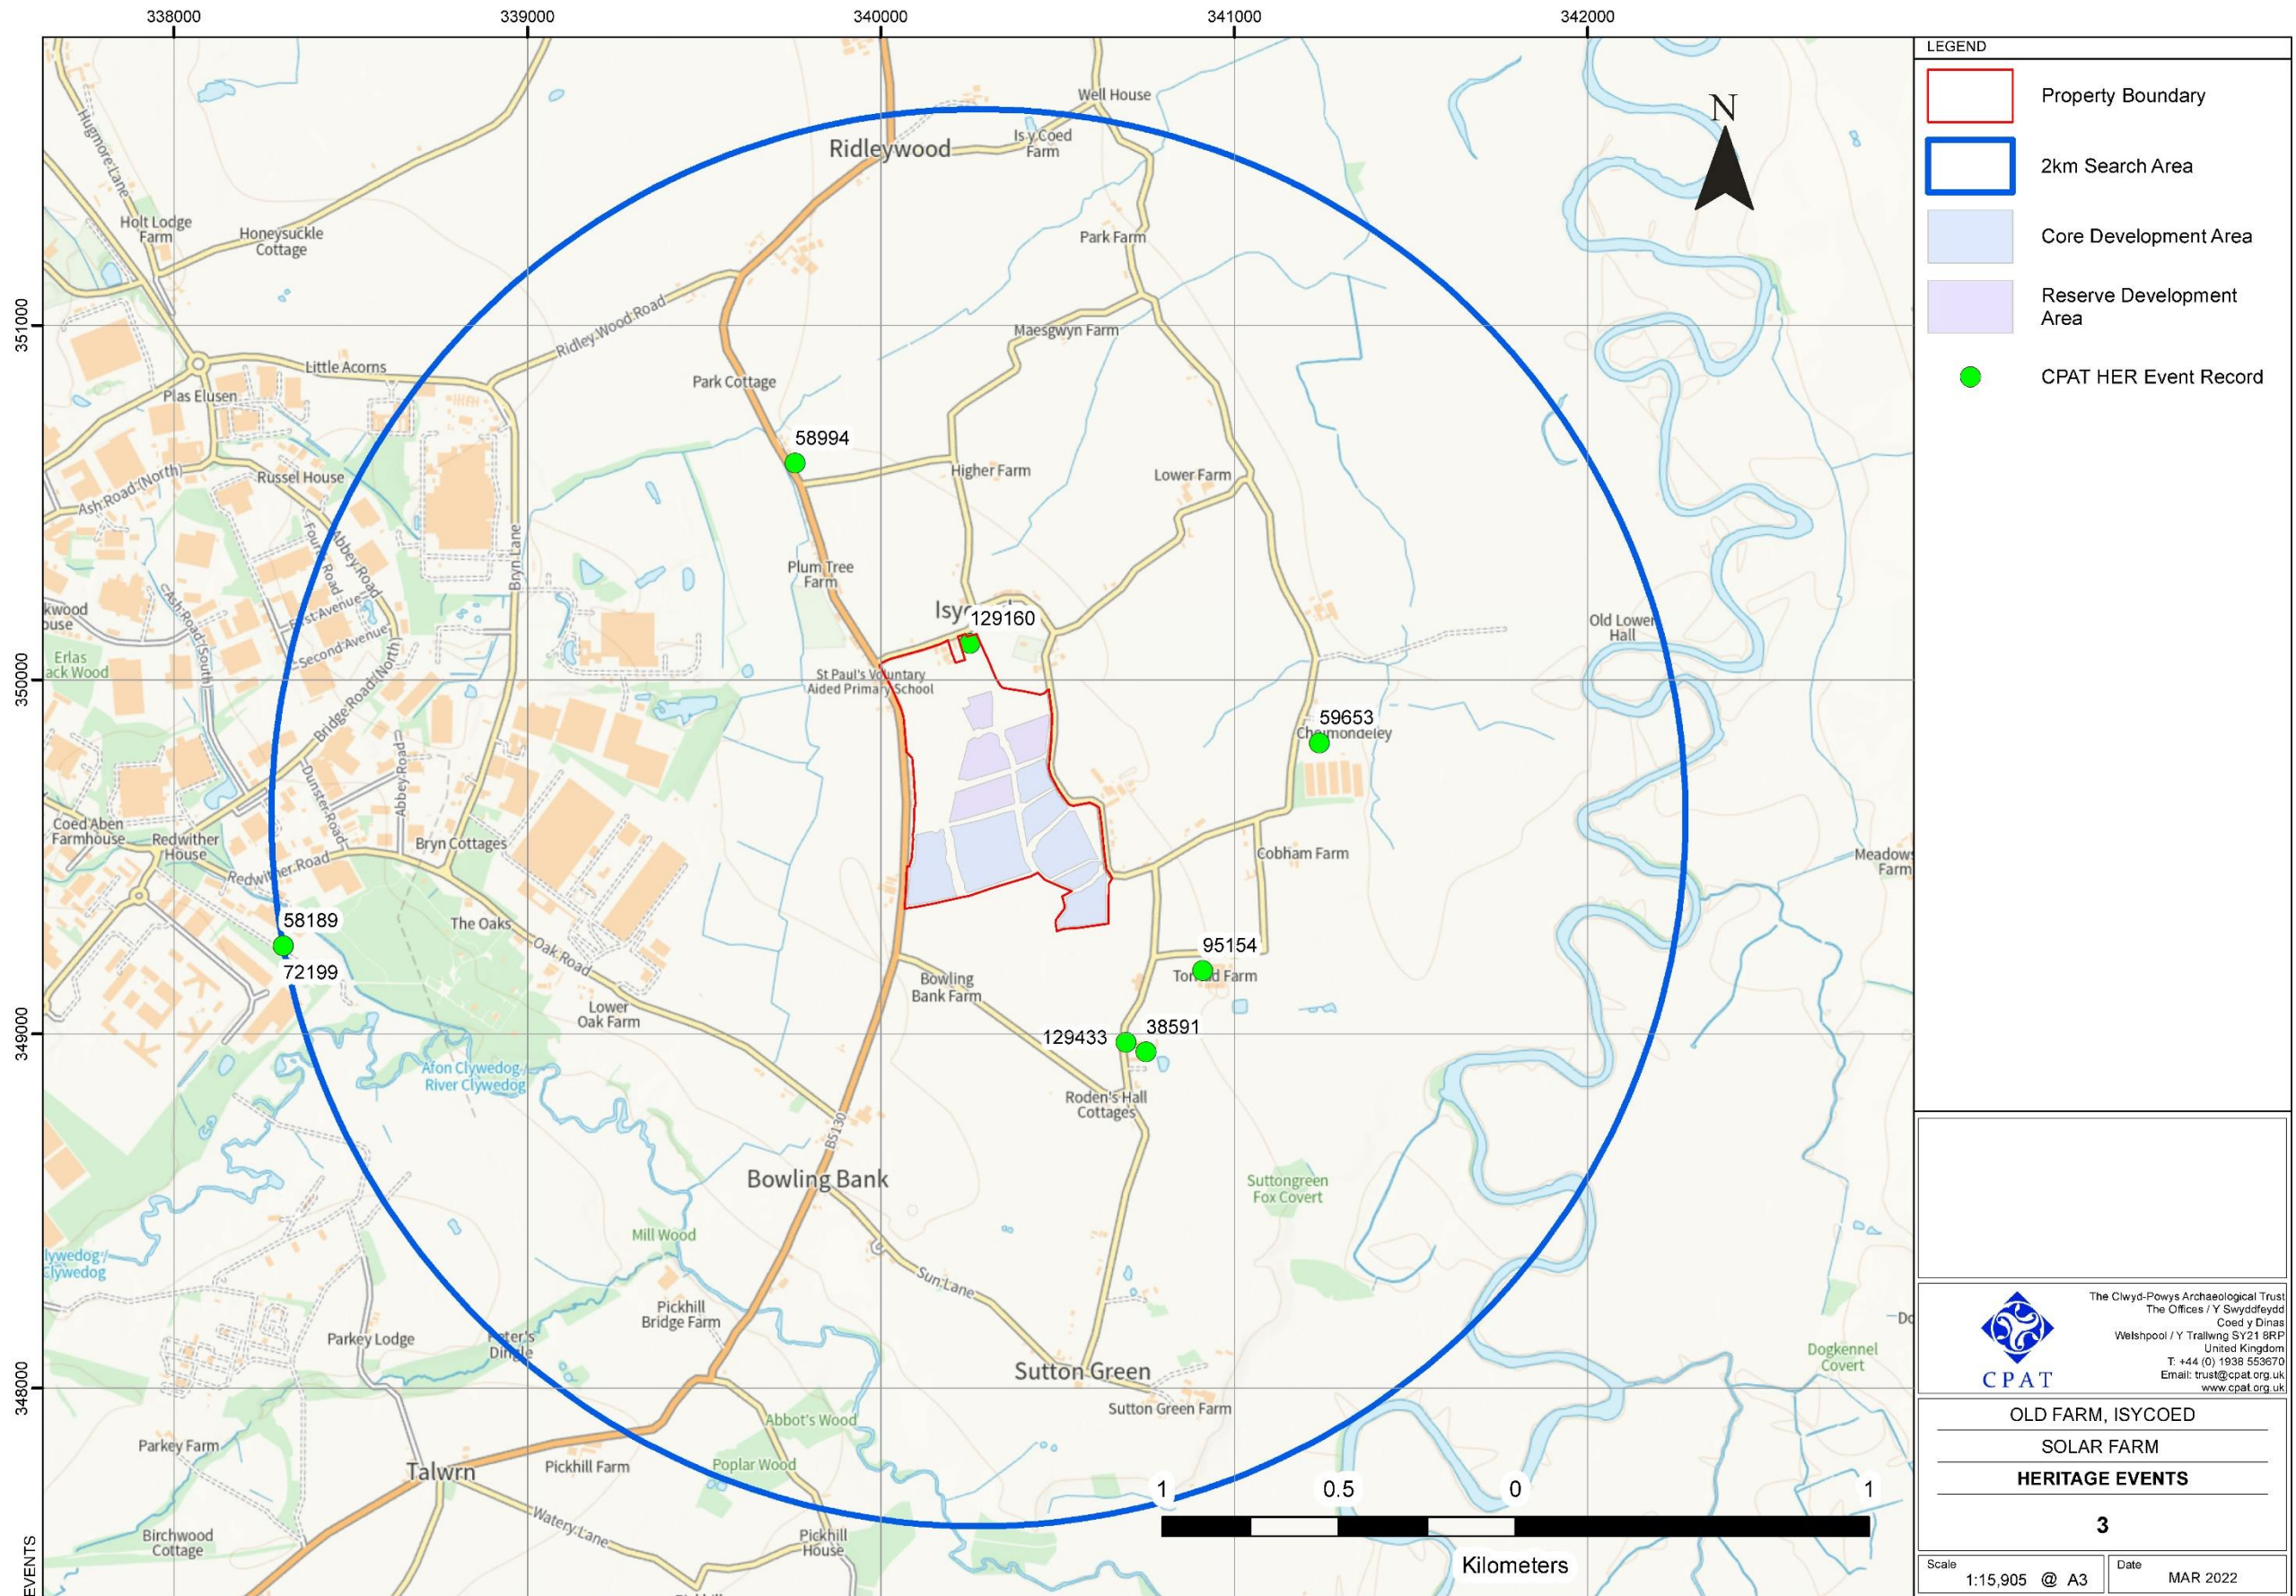 338000
339000
340000
341000
342000
351000
350000
349000
348000
EVENTS
Hugmore Lane
Well House
Ridleywood
Is y Coed
Farm
Holt Lodge
Farm
Honeysuckle
Cottage
Park Farm
Ridley Wood Road
Maesgwyn Farm
Little Acorns
Park Cottage
Plas Elusen
58994
Ash Road (North)
Russel House
Higher Farm
Lower Farm
Fourth Road
Abbey Road
Bryn Lane
Plum Tree
Farm
Ash Road (South)
First Avenue
Second Avenue
129160
Old Lower
Hall
Erlas
Bridge Road (North)
St Paul's Voluntary
Aided Primary School
59653
Cholmondeley
Dunster Road
Abbey Road
Coed Aben
Farmhouse
Redwither
House
Redwither Road
Bryn Cottages
Cobham Farm
Meadows
Farm
58189
72199
The Oaks
Oak Road
95154
Bowling
Bank Farm
Lower
Oak Farm
129433
38591
Afon Clywedog /
River Clywedog
Roden's Hall
Cottages
B5130
Bowling Bank
Suttongreen
Fox Covert
Mill Wood
Clywedog
Sun Lane
Pickhill
Bridge Farm
Parkey Lodge
Peter's
Dingle
Sutton Green
Dogkennel
Covert
Sutton Green Farm
Abbot's Wood
Parkey Farm
Talwrn
Pickhill Farm
Poplar Wood
Watery Lane
Birchwood
Cottage
Pickhill
House
N
1 0.5 0 1
Kilometers
LEGEND
Property Boundary
2km Search Area
Core Development Area
Reserve Development
Area
CPAT HER Event Record
CPAT
The Clwyd-Powys Archaeological Trust
The Offices / Y Swyddfeydd
Coed y Dinas
Welshpool / Y Trallwng SY21 8RP
United Kingdom
T: +44 (0) 1938 553670
Email: trust@cpat.org.uk
www.cpat.org.uk
OLD FARM, ISYCOED
SOLAR FARM
HERITAGE EVENTS
3
Scale
1:15,905 @ A3
Date
MAR 2022